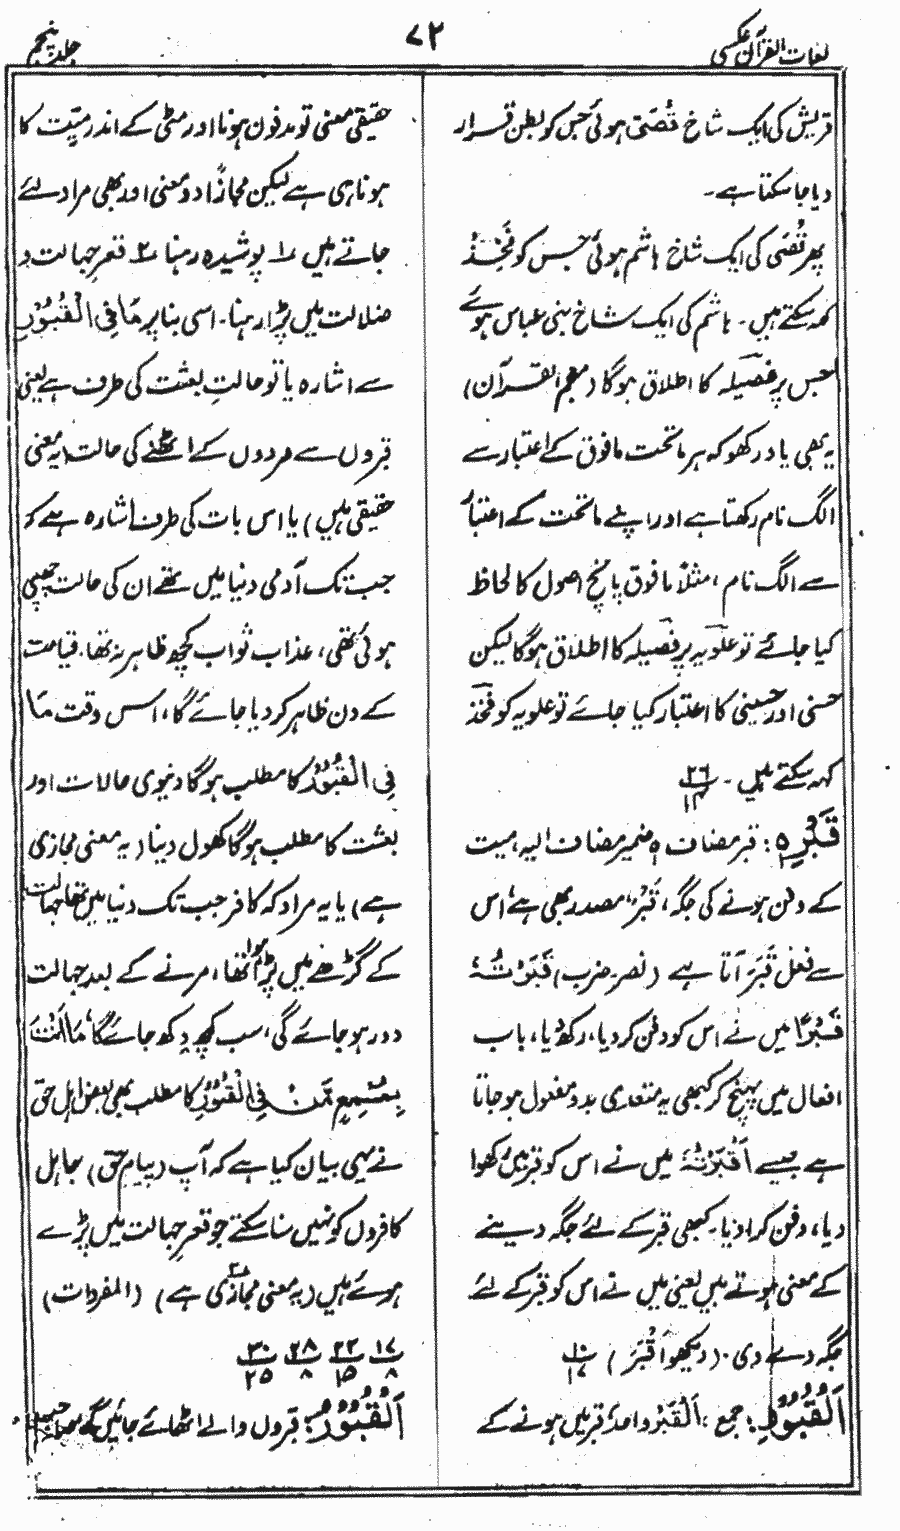 لغات القرآن عکسی
۷۲
جلد پنجم
قریش کی ایک شاخ قُصَی ہوئی جس کو بطن قرار
دیا جا سکتا ہے۔
پھر قُصَی کی ایک شاخ ہاشم ہوئی جس کو فَخْذ
کہہ سکتے ہیں۔ ہاشم کی ایک شاخ بنی عباس ہوئے
جس پر فصیلہ کا اطلاق ہوگا (معجم القرآن)
یہ بھی یاد رکھو کہ ہر ماتحت مافوق کے اعتبار سے
الگ نام رکھتا ہے اور اپنے ماتحت کے اعتبار
سے الگ نام، مثلاً مافوق پانچ اصول کا لحاظ
کیا جائے تو علویہ پر فصیلہ کا اطلاق ہوگا لیکن
حسنی اور حسینی کا اعتبار کیا جائے تو علویہ کو فخذ
کہہ سکتے ہیں۔ ۲۶ / ۱۴
قَبْرِہٖ: قبر مضاف ہ ضمیر مضاف الیہ، میت
کے دفن ہونے کی جگہ، قَبْرٌ، مصدر بھی ہے اس
سے فعل قَبَرَ آتا ہے (نصر، ضرب) قَبَرْتُہٗ
قَبْرًا میں نے اس کو دفن کر دیا، رکھ دیا، باب
افعال میں پہنچ کر کبھی یہ متعدی بدو مفعول ہو جاتا
ہے جیسے اَقْبَرْتُہٗ میں نے اس کو قبر میں رکھوا
دیا، دفن کرا دیا۔ کبھی قبر کے لئے جگہ دینے
کے معنی ہوتے ہیں یعنی میں نے اس کو قبر کے لئے
جگہ دے دی۔ (دیکھو اَقْبَرَ) ۱۰ / ۱۷
اَلْقُبُوْرِ: جمع، اَلْقَبْرُ واحد، قبریں ہونے کے
حقیقی معنی تو مدفون ہونا اور مٹی کے اندر میّت کا
ہونا ہی ہے لیکن مجازًا دو معنی اور بھی مراد لئے
جاتے ہیں ۱؎ پوشیدہ رہنا ۲؎ قعرِ جہالت و
ضلالت میں پڑا رہنا۔ اسی بنا پر مَا فِی الْقُبُوْرِ
سے اشارہ یا تو حالتِ بعثت کی طرف ہے یعنی
قبروں سے مردوں کے اٹھنے کی حالت (یہ معنی
حقیقی ہیں) یا اس بات کی طرف اشارہ ہے کہ
جب تک آدمی دنیا میں تھے ان کی حالت چھپی
ہوئی تھی، عذاب ثواب کچھ ظاہر نہ تھا، قیامت
کے دن ظاہر کر دیا جائے گا، اس وقت مَا
فِی الْقُبُوْرِ کا مطلب ہوگا دنیوی حالات اور
بعثت کا مطلب ہوگا کھول دینا (یہ معنی مجازی
ہے) یا یہ مراد کہ کافر جب تک دنیا میں تھا جہالت
کے گڑھے میں پڑا ہوا تھا، مرنے کے بعد جہالت
دور ہو جائے گی، سب کچھ دکھ جائے گا، مَا اَنْتَ
بِمُسْمِعٍ مَّنْ فِی الْقُبُوْرِ کا مطلب بھی بعض اہل حق
نے یہی بیان کیا ہے کہ آپ (پیامِ حق) جاہل
کافروں کو نہیں سنا سکتے جو قعرِ جہالت میں پڑے
ہوئے ہیں (یہ معنی مجازی ہے) (المفردات)
۱۷ / ۸ ۲۲ / ۱۵ ۲۸ / ۸ ۳۰ / ۲۵
اَلْقُبُوْرُ: قبروں والے اٹھائے جائیں گے